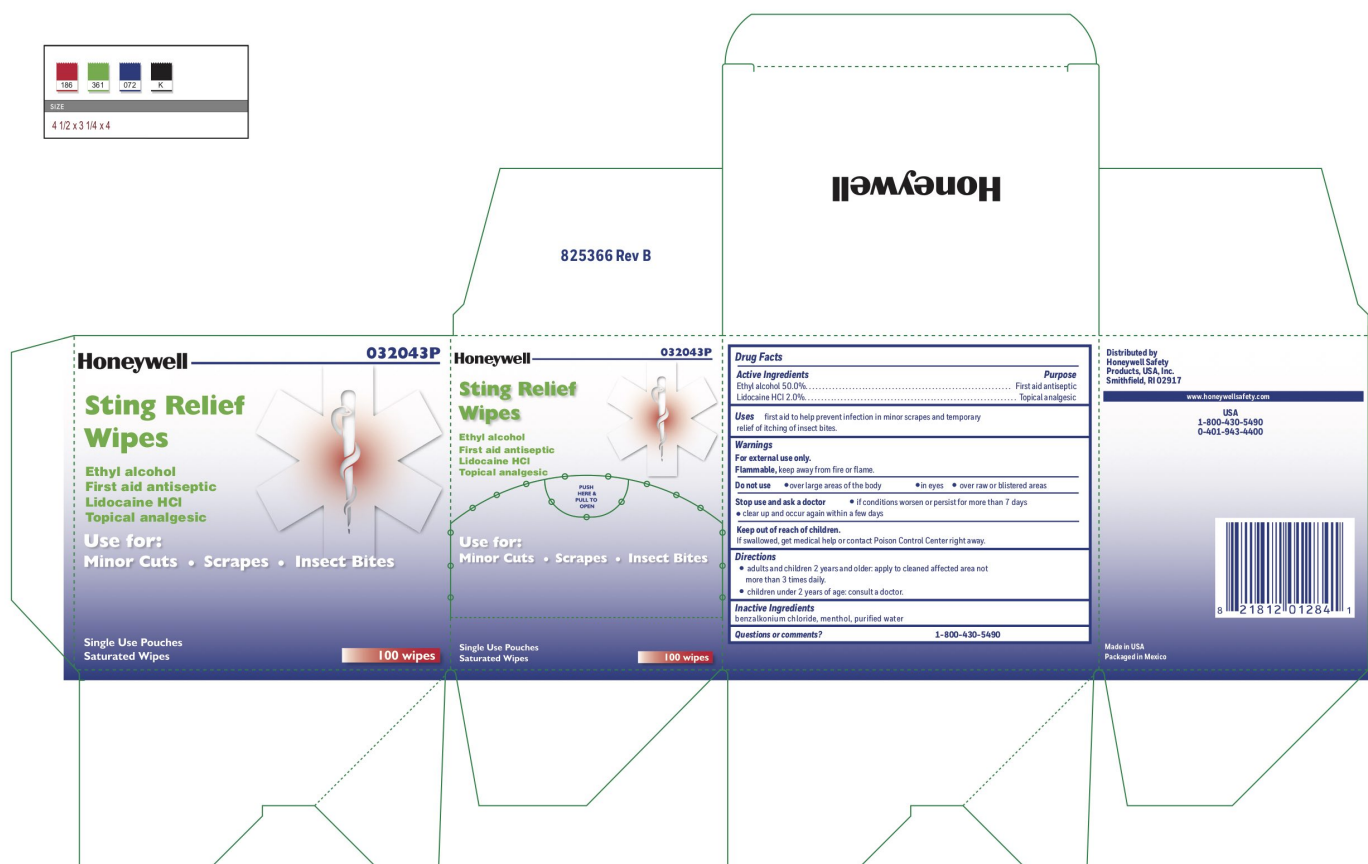 186 361 072 K
SIZE
4 1/2 x 3 1/4 x 4
Honeywell
825366 Rev B
Honeywell 032043P
Sting Relief
Wipes
Ethyl alcohol
First aid antiseptic
Lidocaine HCl
Topical analgesic
Use for:
Minor Cuts • Scrapes • Insect Bites
Single Use Pouches
Saturated Wipes
100 wipes
Honeywell 032043P
Sting Relief
Wipes
Ethyl alcohol
First aid antiseptic
Lidocaine HCl
Topical analgesic
PUSH
HERE &
PULL TO
OPEN
Use for:
Minor Cuts • Scrapes • Insect Bites
Single Use Pouches
Saturated Wipes
100 wipes
Drug Facts
Active Ingredients Purpose
Ethyl alcohol 50.0%. . . . . . . . . . . . . . . . . . . . . . . . . . . . . . First aid antiseptic
Lidocaine HCl 2.0%. . . . . . . . . . . . . . . . . . . . . . . . . . . . . . Topical analgesic
Uses first aid to help prevent infection in minor scrapes and temporary
relief of itching of insect bites.
Warnings
For external use only.
Flammable, keep away from fire or flame.
Do not use • over large areas of the body • in eyes • over raw or blistered areas
Stop use and ask a doctor • if conditions worsen or persist for more than 7 days
• clear up and occur again within a few days
Keep out of reach of children.
If swallowed, get medical help or contact Poison Control Center right away.
Directions
• adults and children 2 years and older: apply to cleaned affected area not
more than 3 times daily.
• children under 2 years of age: consult a doctor.
Inactive Ingredients
benzalkonium chloride, menthol, purified water
Questions or comments? 1-800-430-5490
Distributed by
Honeywell Safety
Products, USA, Inc.
Smithfield, RI 02917
www.honeywellsafety.com
USA
1-800-430-5490
0-401-943-4400
8 21812 01284 1
Made in USA
Packaged in Mexico